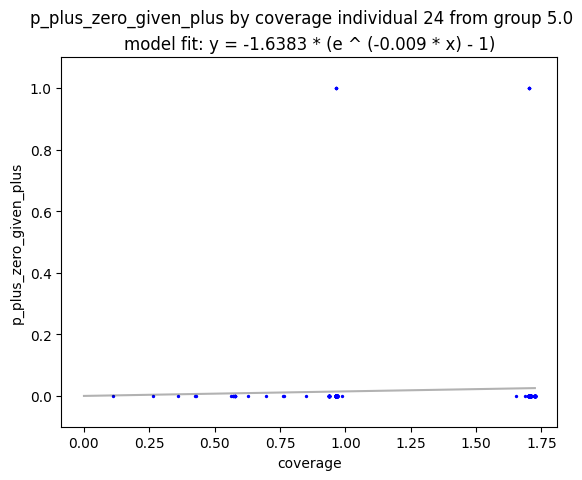 p_plus_zero_given_plus by coverage individual 24 from group 5.0
model fit: y = -1.6383 * (e ^ (-0.009 * x) - 1)
p_plus_zero_given_plus
1.0
0.8
0.6
0.4
0.2
0.0
0.00 0.25 0.50 0.75 1.00 1.25 1.50 1.75
coverage